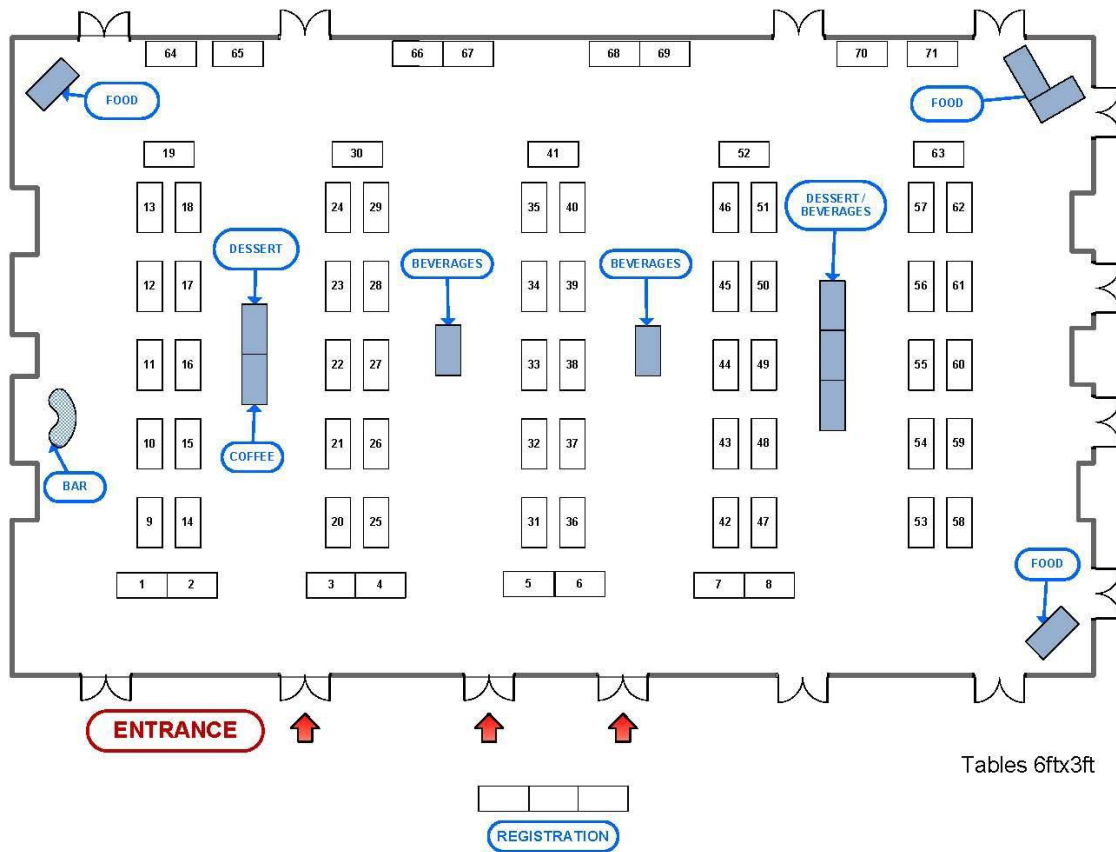 64 65 66 67 68 69 70 71
FOOD
FOOD
19 30 41 52 63
13 18 24 29 35 40 46 51 57 62
DESSERT /
BEVERAGES
DESSERT
BEVERAGES
BEVERAGES
12 17 23 28 34 39 45 50 56 61
11 16 22 27 33 38 44 49 55 60
10 15 21 26 32 37 43 48 54 59
COFFEE
BAR
9 14 20 25 31 36 42 47 53 58
FOOD
1 2 3 4 5 6 7 8
ENTRANCE
Tables 6ftx3ft
REGISTRATION